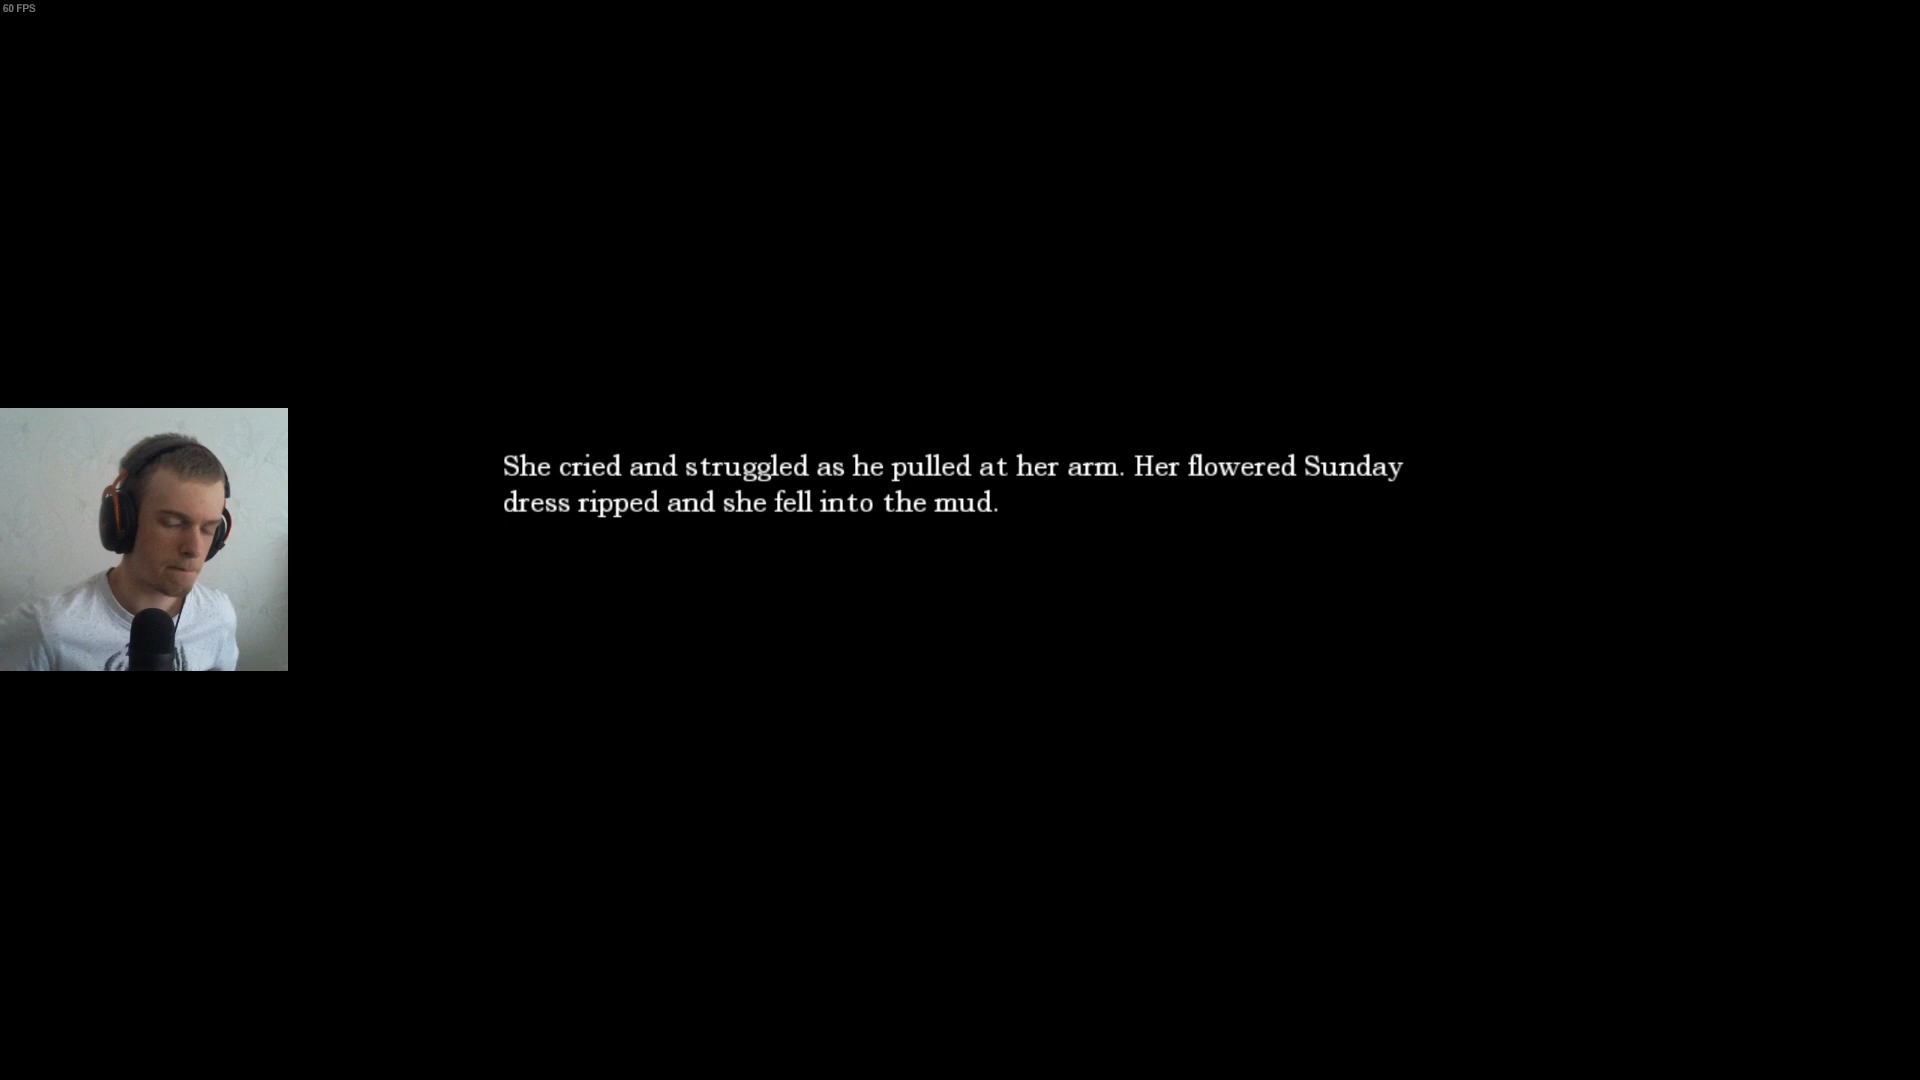 60 FPS
She cried and struggled as he pulled at her arm. Her flowered Sunday
dress ripped and she fell into the mud.